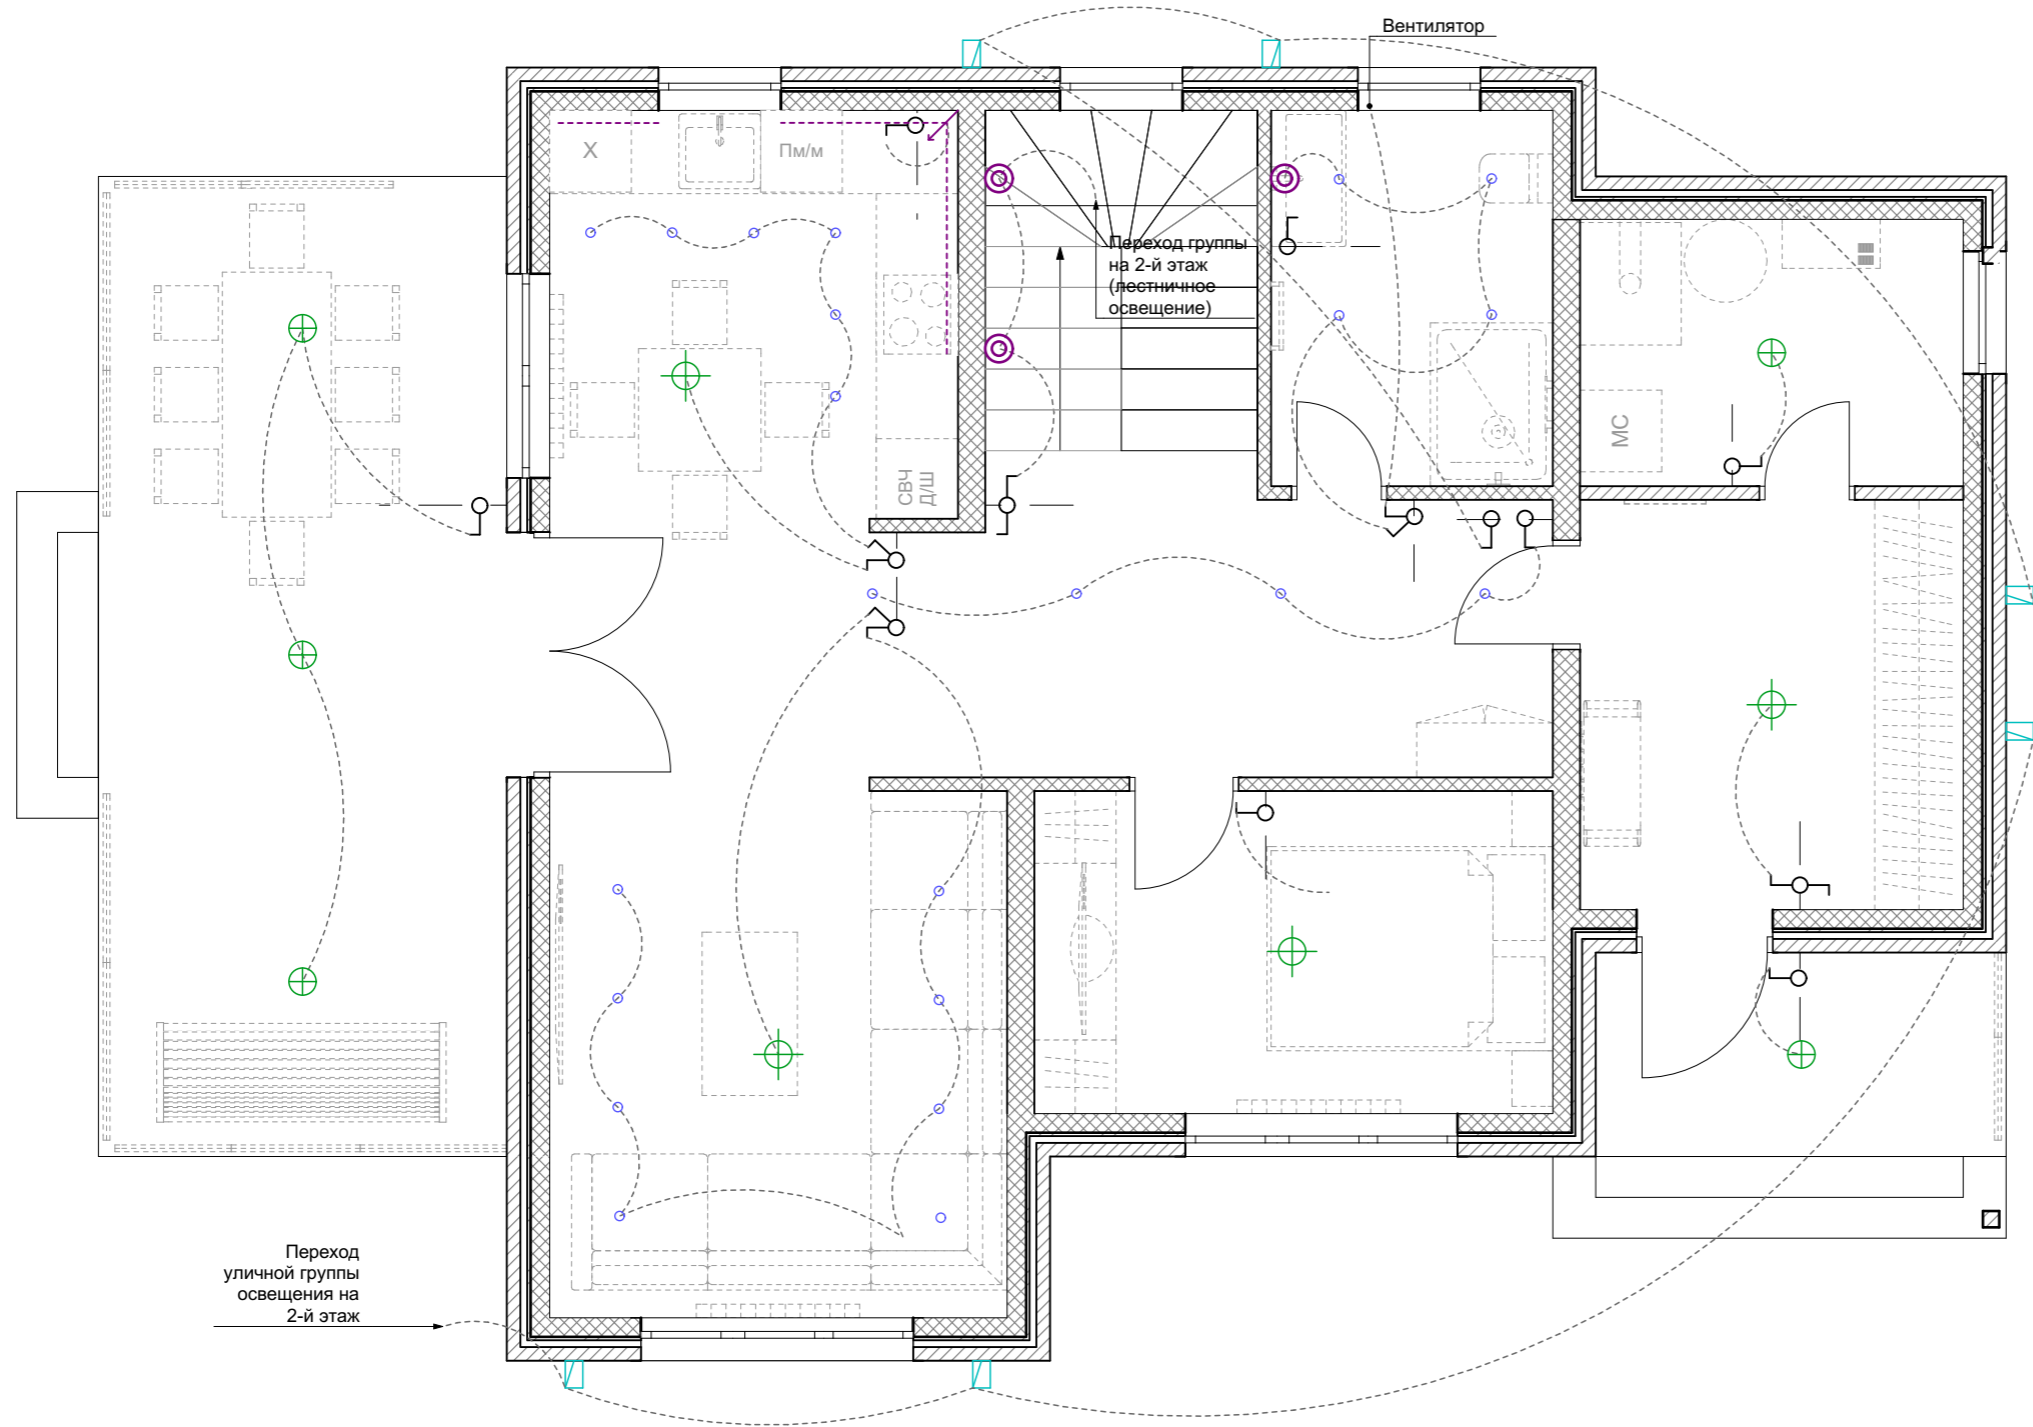 Вентилятор
Х
Пм/м
Переход группы
на 2-й этаж
(лестничное
освещение)
МС
СВЧ
Д/Ш
Переход
уличной группы
освещения на
2-й этаж